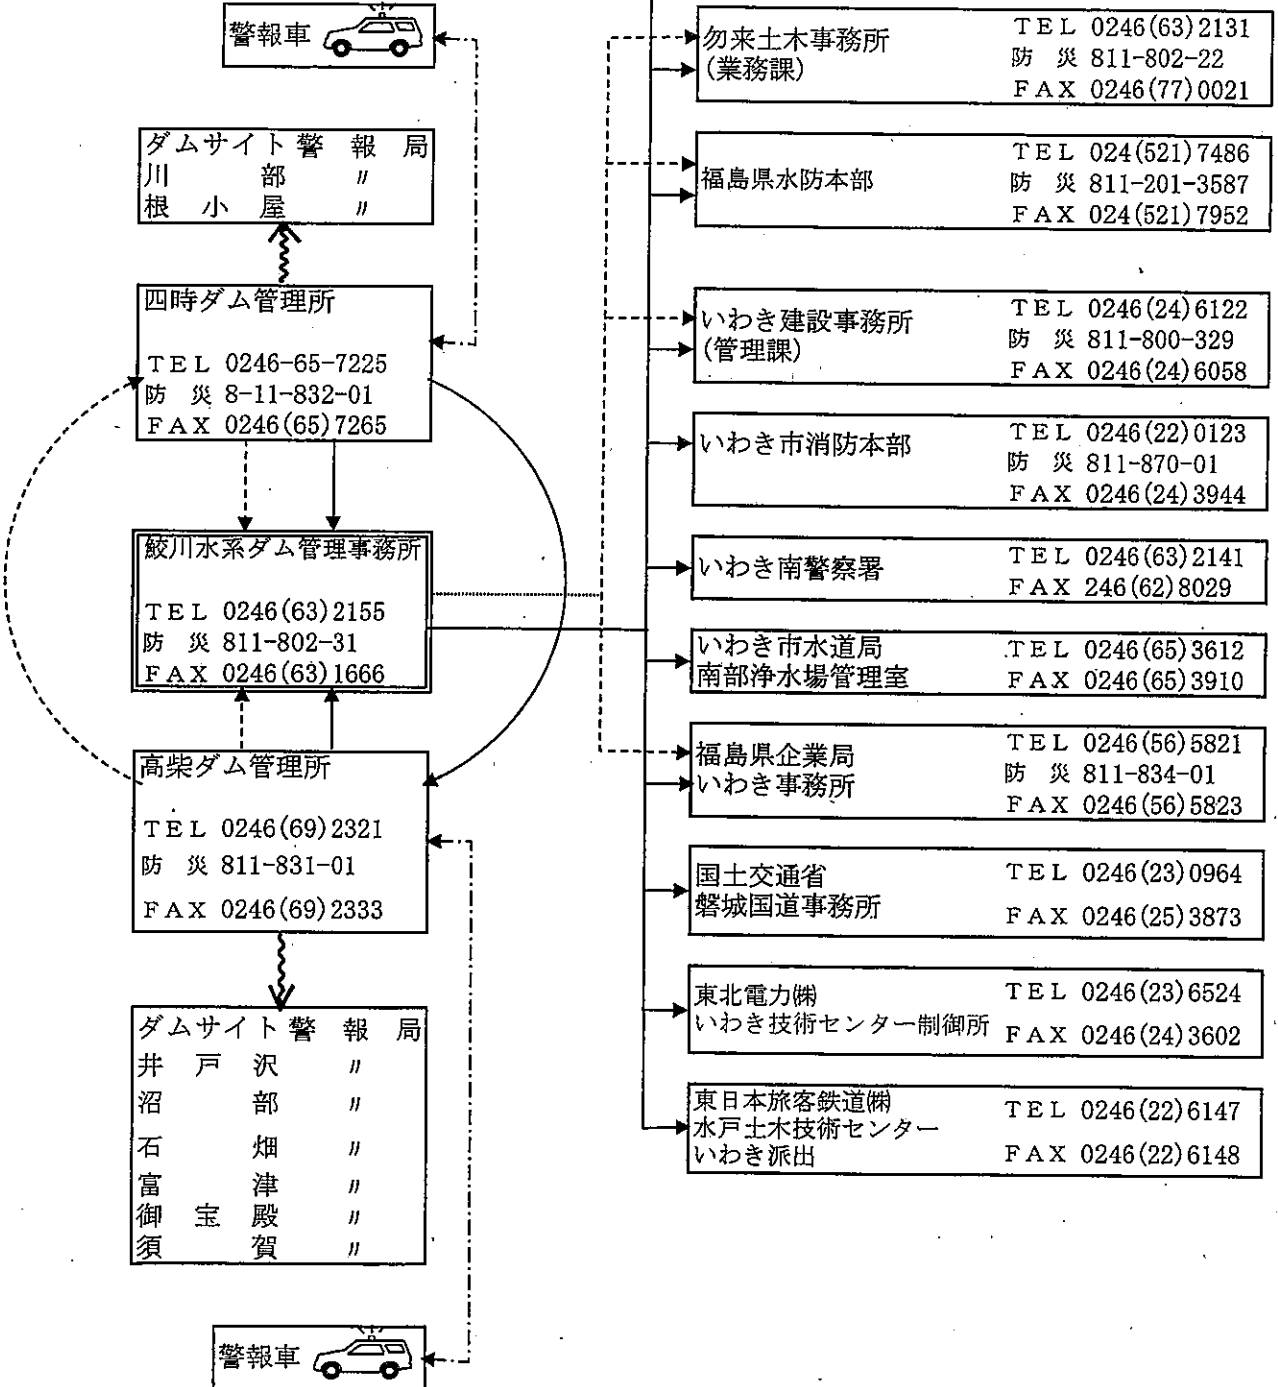 警報車
ダムサイト警報局
川部 〃
根小屋 〃
四時ダム管理所
TEL 0246-65-7225
防災 8-11-832-01
FAX 0246(65)7265
鮫川水系ダム管理事務所
TEL 0246(63)2155
防災 811-802-31
FAX 0246(63)1666
高柴ダム管理所
TEL 0246(69)2321
防災 811-831-01
FAX 0246(69)2333
ダムサイト警報局
井戸沢 〃
沼部 〃
石畑 〃
富津 〃
御宝殿 〃
須賀 〃
警報車
勿来土木事務所 TEL 0246(63)2131
(業務課) 防災 811-802-22
FAX 0246(77)0021
TEL 024(521)7486
福島県水防本部 防災 811-201-3587
FAX 024(521)7952
いわき建設事務所 TEL 0246(24)6122
(管理課) 防災 811-800-329
FAX 0246(24)6058
いわき市消防本部 TEL 0246(22)0123
防災 811-870-01
FAX 0246(24)3944
いわき南警察署 TEL 0246(63)2141
FAX 246(62)8029
いわき市水道局 TEL 0246(65)3612
南部浄水場管理室 FAX 0246(65)3910
福島県企業局 TEL 0246(56)5821
いわき事務所 防災 811-834-01
FAX 0246(56)5823
国土交通省 TEL 0246(23)0964
磐城国道事務所 FAX 0246(25)3873
東北電力㈱ TEL 0246(23)6524
いわき技術センター制御所 FAX 0246(24)3602
東日本旅客鉄道㈱ TEL 0246(22)6147
水戸土木技術センター
いわき派出 FAX 0246(22)6148